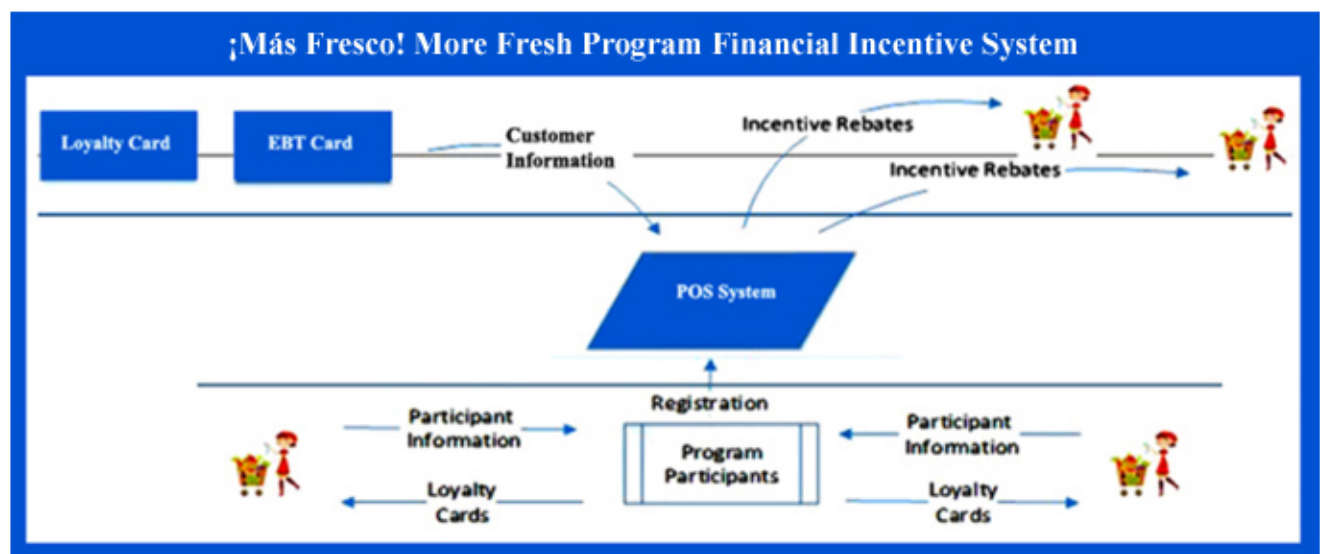 ¡Más Fresco! More Fresh Program Financial Incentive System
Loyalty Card
EBT Card
Customer
Information
Incentive Rebates
Incentive Rebates
POS System
Registration
Participant
Information
Program
Participants
Participant
Information
Loyalty
Cards
Loyalty
Cards